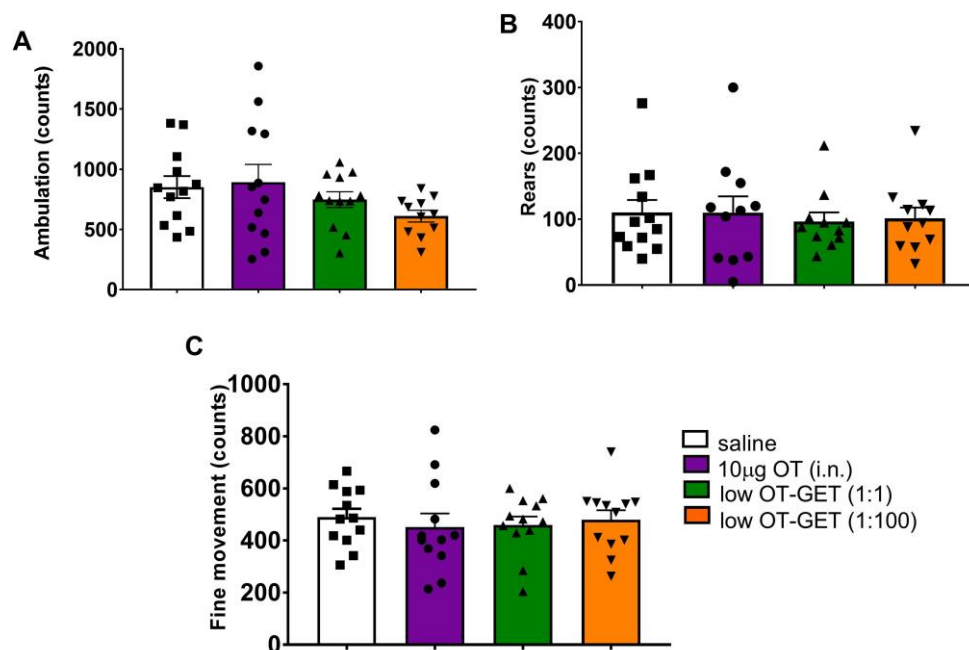 A
Ambulation (counts)
2000
1500
1000
500
0
B
Rears (counts)
400
300
200
100
0
C
Fine movement (counts)
1000
800
600
400
200
0
saline
10μg OT (i.n.)
low OT-GET (1:1)
low OT-GET (1:100)